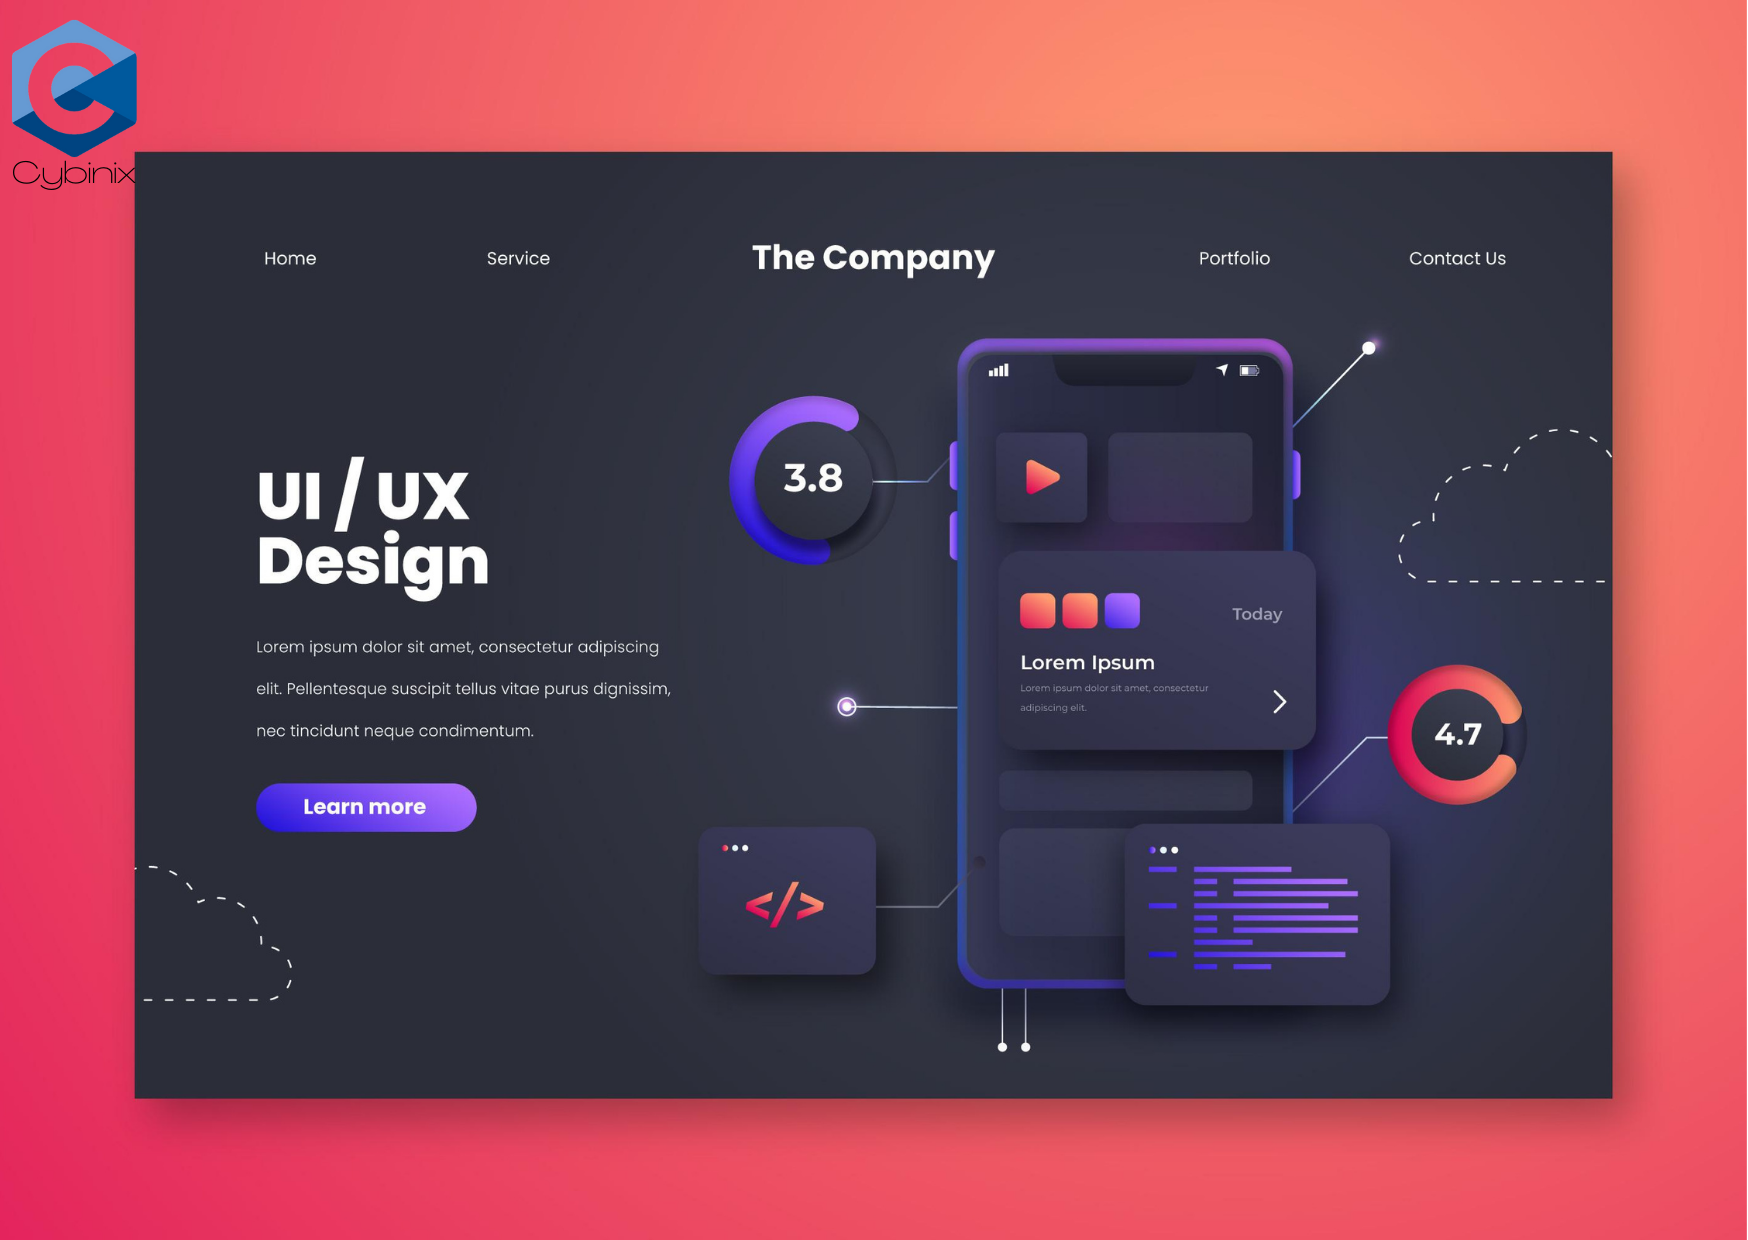 Cybinix
Home Service The Company Portfolio Contact Us
UI / UX
Design
Lorem ipsum dolor sit amet, consectetur adipiscing
elit. Pellentesque suscipit tellus vitae purus dignissim,
nec tincidunt neque condimentum.
Learn more
3.8
Today
Lorem Ipsum
Lorem ipsum dolor sit amet, consectetur
adipiscing elit.
4.7
</>